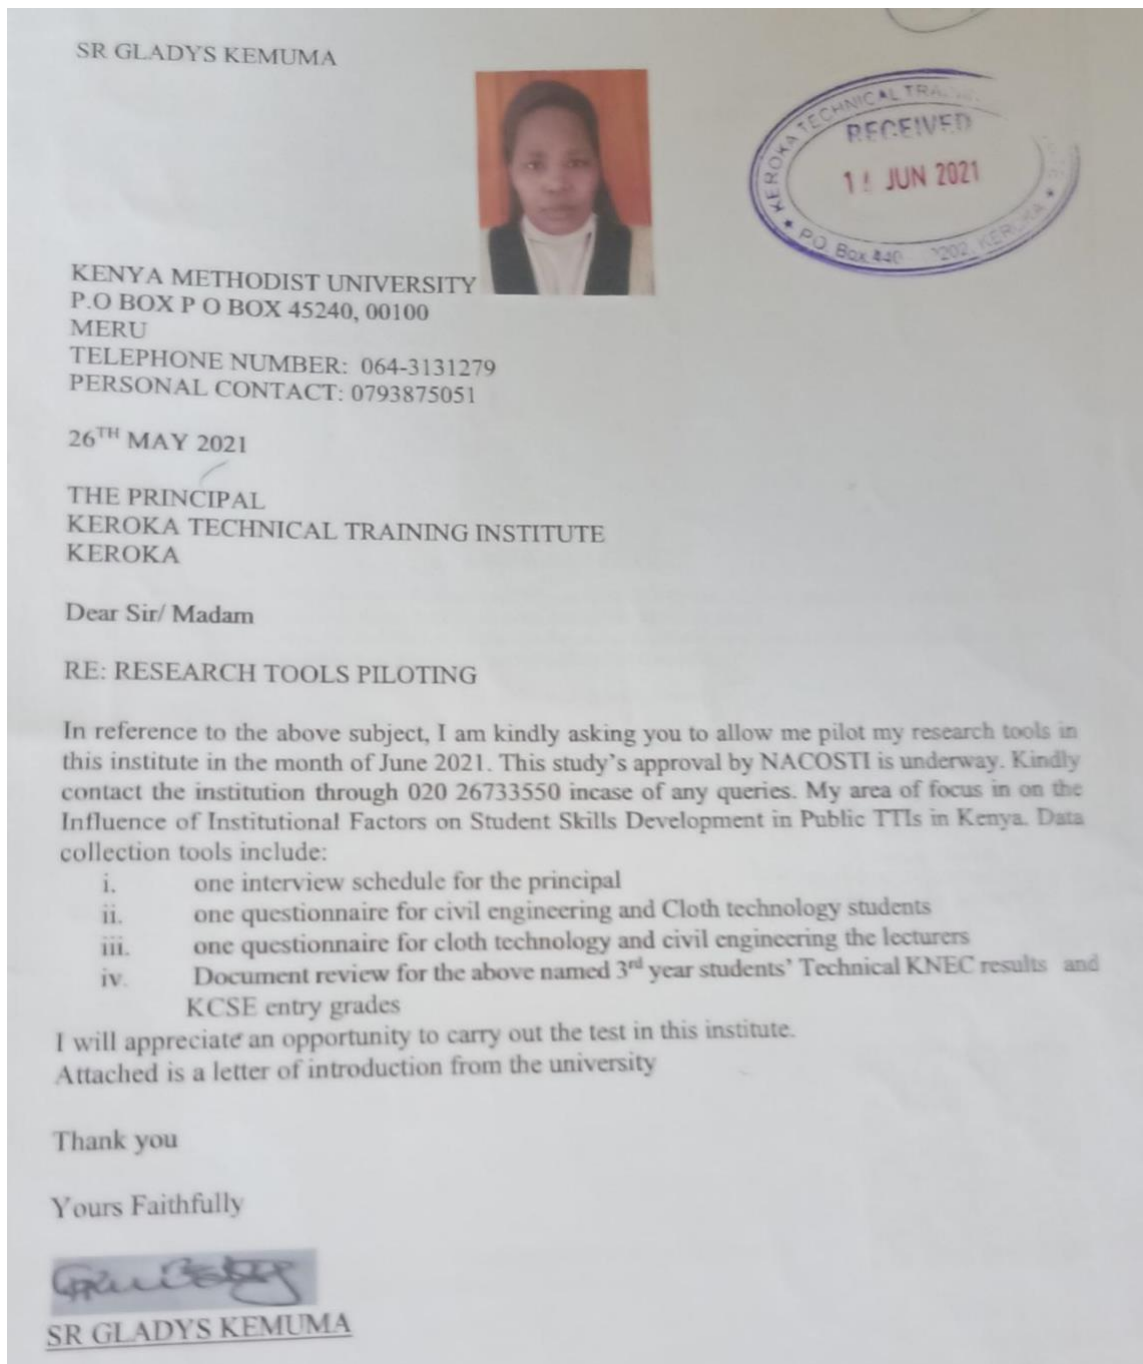 SR GLADYS KEMUMA
KEROKA TECHNICAL
RECEIVED
JUN 2021
P.O. Box KEROKA
KENYA METHODIST UNIVERSITY
P.O BOX P O BOX 45240, 00100
MERU
TELEPHONE NUMBER: 064-3131279
PERSONAL CONTACT: 0793875051
26TH MAY 2021
THE PRINCIPAL
KEROKA TECHNICAL TRAINING INSTITUTE
KEROKA
Dear Sir/ Madam
RE: RESEARCH TOOLS PILOTING
In reference to the above subject, I am kindly asking you to allow me pilot my research tools in
this institute in the month of June 2021. This study's approval by NACOSTI is underway. Kindly
contact the institution through 020 26733550 incase of any queries. My area of focus in on the
Influence of Institutional Factors on Student Skills Development in Public TTIs in Kenya. Data
collection tools include:
i. one interview schedule for the principal
ii. one questionnaire for civil engineering and Cloth technology students
iii. one questionnaire for cloth technology and civil engineering the lecturers
iv. Document review for the above named 3rd year students' Technical KNEC results and
KCSE entry grades
I will appreciate an opportunity to carry out the test in this institute.
Attached is a letter of introduction from the university
Thank you
Yours Faithfully
SR GLADYS KEMUMA